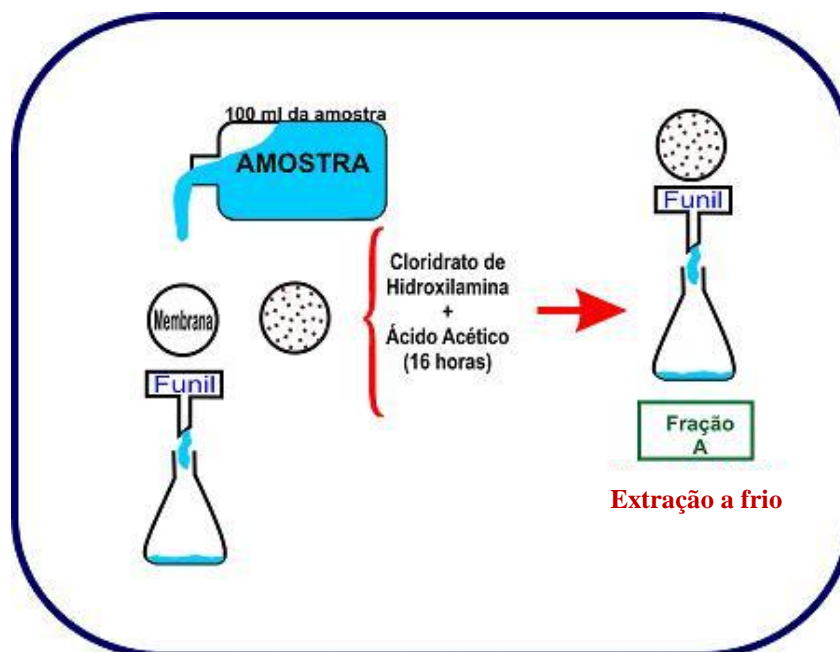 100 ml da amostra
AMOSTRA
Membrana
Funil
Cloridrato de
Hidroxilamina
+
Ácido Acético
(16 horas)
Funil
Fração
A
Extração a frio